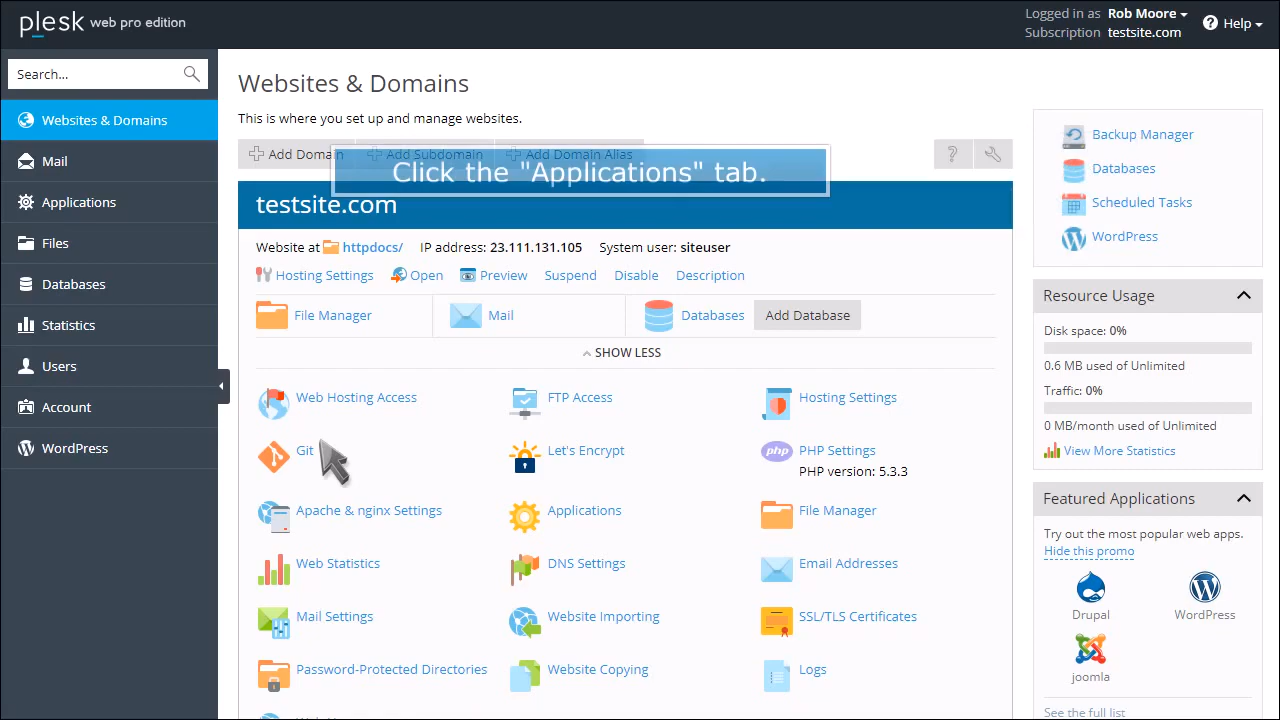 plesk web pro edition
Logged in as Rob Moore
Subscription testsite.com
Help
Search...
Websites & Domains
Mail
Applications
Files
Databases
Statistics
Users
Account
WordPress
Websites & Domains
This is where you set up and manage websites.
Add Domain Add Subdomain Add Domain Alias
Click the "Applications" tab.
testsite.com
Website at httpdocs/ IP address: 23.111.131.105 System user: siteuser
Hosting Settings Open Preview Suspend Disable Description
File Manager Mail Databases Add Database
SHOW LESS
Web Hosting Access FTP Access Hosting Settings
Git Let's Encrypt php PHP Settings
PHP version: 5.3.3
Apache & nginx Settings Applications File Manager
Web Statistics DNS Settings Email Addresses
Mail Settings Website Importing SSL/TLS Certificates
Password-Protected Directories Website Copying Logs
Backup Manager
Databases
Scheduled Tasks
WordPress
Resource Usage
Disk space: 0%
0.6 MB used of Unlimited
Traffic: 0%
0 MB/month used of Unlimited
View More Statistics
Featured Applications
Try out the most popular web apps.
Hide this promo
Drupal WordPress
joomla
See the full list